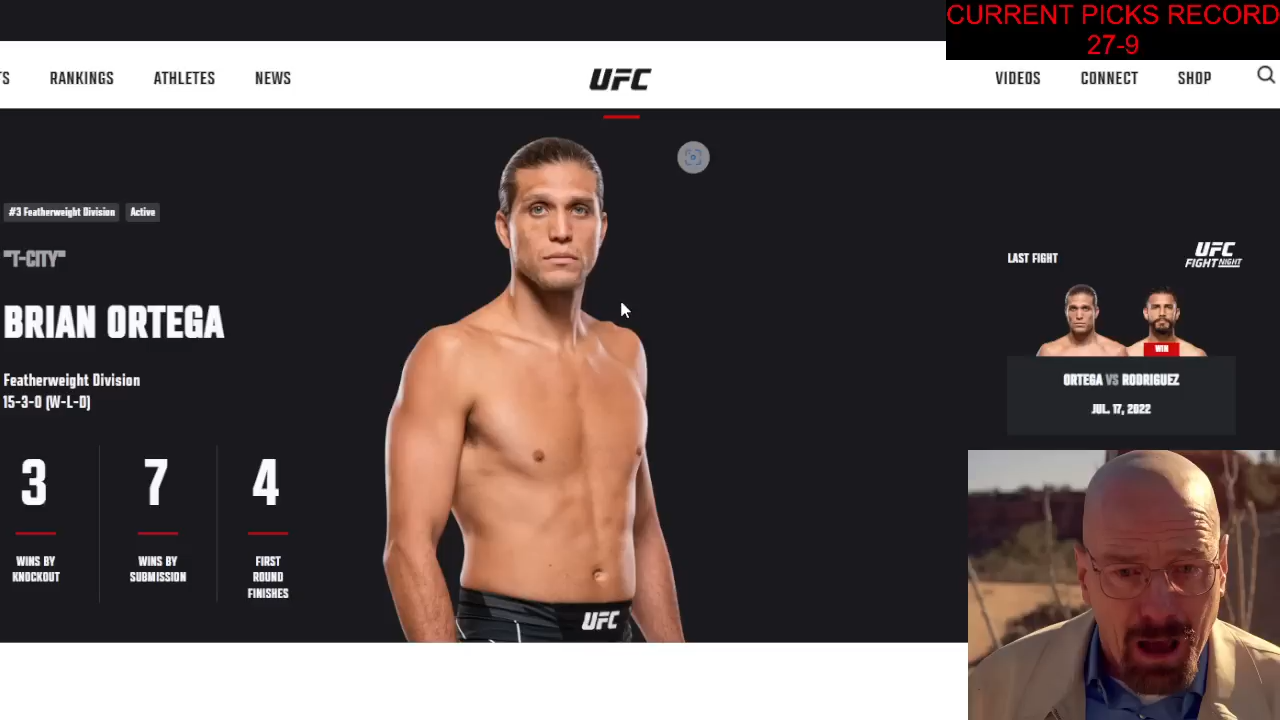 CURRENT PICKS RECORD
27-9
RANKINGS
ATHLETES
NEWS
UFC
VIDEOS
CONNECT
SHOP
#3 Featherweight Division
Active
"T-CITY"
BRIAN ORTEGA
Featherweight Division
15-3-0 (W-L-D)
3
WINS BY
KNOCKOUT
7
WINS BY
SUBMISSION
4
FIRST
ROUND
FINISHES
UFC
LAST FIGHT
UFC
FIGHT NIGHT
WIN
ORTEGA VS RODRIGUEZ
JUL. 17, 2022